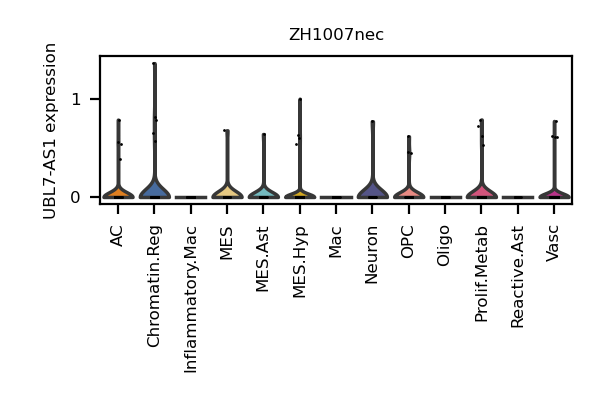 ZH1007nec
UBL7-AS1 expression
1
0
AC
Chromatin.Reg
Inflammatory.Mac
MES
MES.Ast
MES.Hyp
Mac
Neuron
OPC
Oligo
Prolif.Metab
Reactive.Ast
Vasc